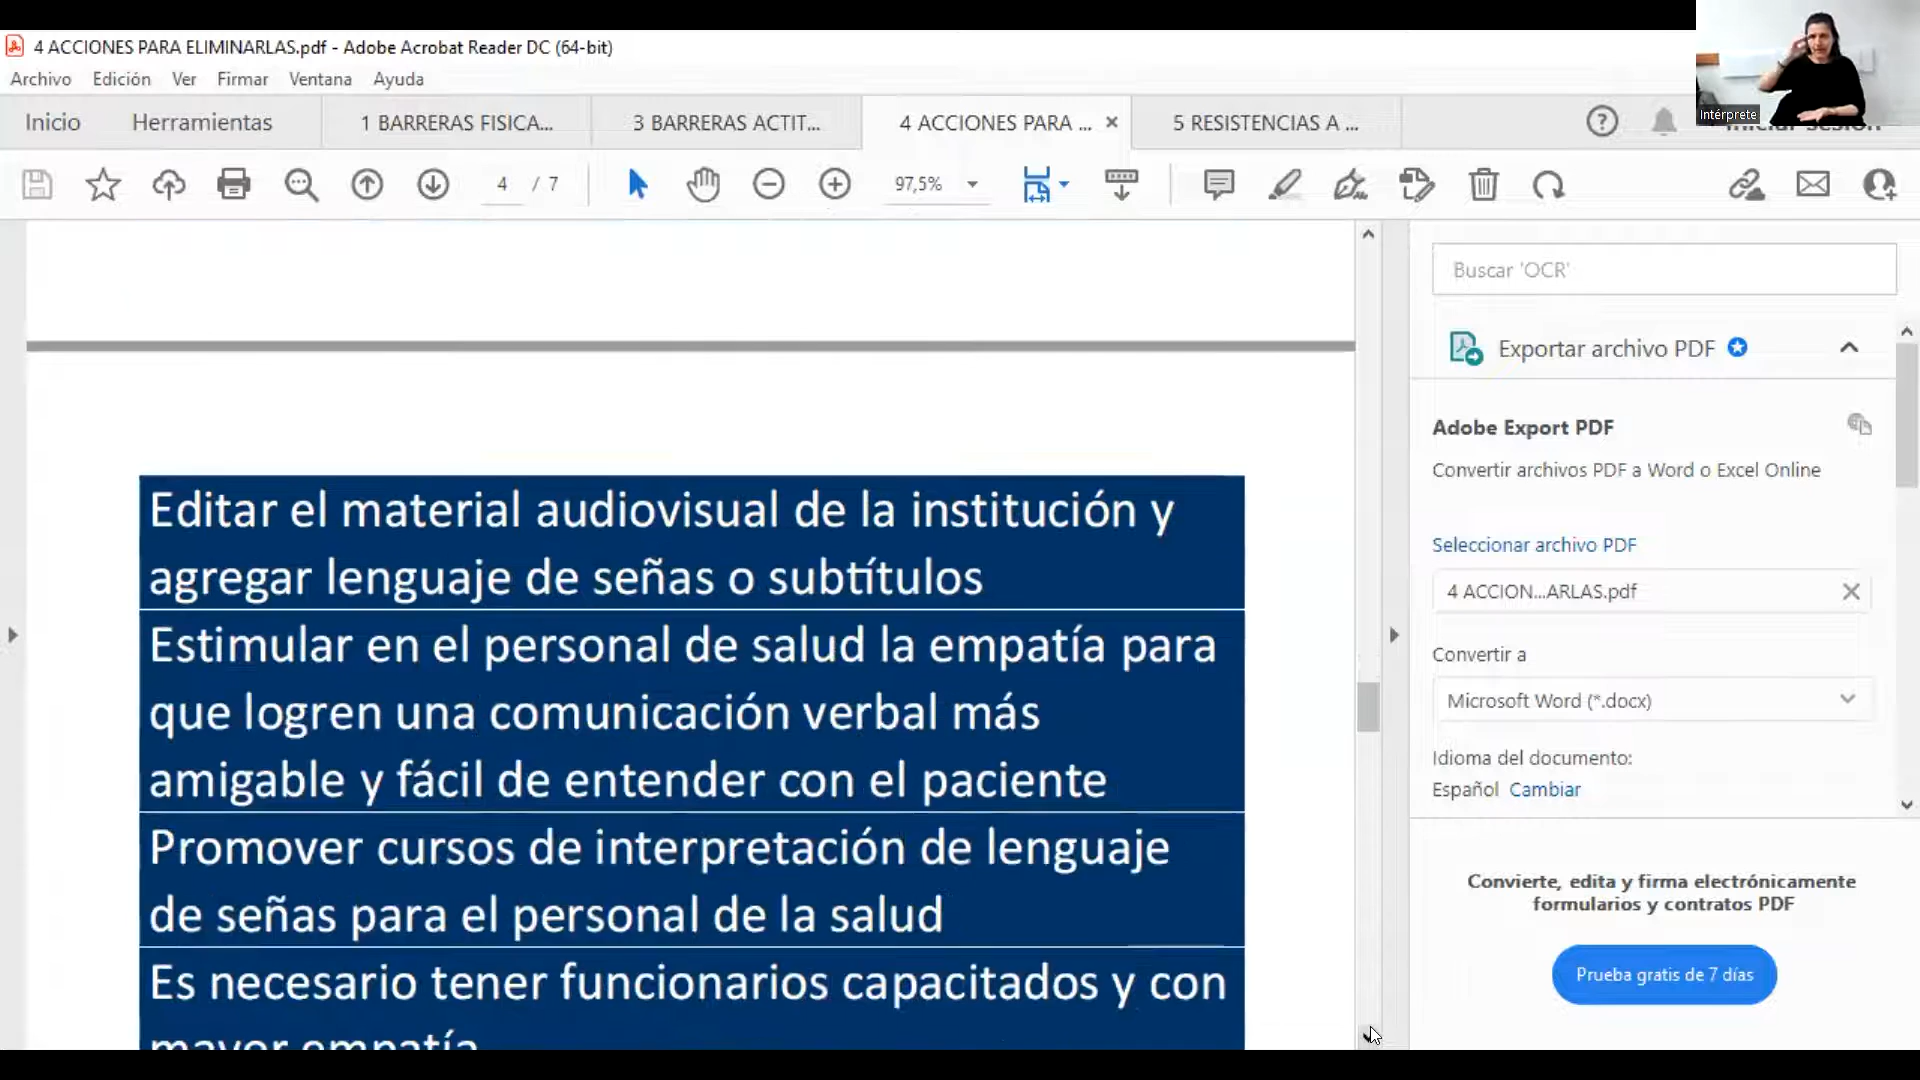 4 ACCIONES PARA ELIMINARLAS.pdf - Adobe Acrobat Reader DC (64-bit)
Archivo Edición Ver Firmar Ventana Ayuda
Intérprete
Inicio Herramientas 1 BARRERAS FISICA... 3 BARRERAS ACTIT... 4 ACCIONES PARA ... 5 RESISTENCIAS A ...
4 / 7 97,5%
Buscar 'OCR'
Exportar archivo PDF
Adobe Export PDF
Convertir archivos PDF a Word o Excel Online
Seleccionar archivo PDF
4 ACCION...ARLAS.pdf
Convertir a
Microsoft Word (*.docx)
Idioma del documento:
Español Cambiar
Convierte, edita y firma electrónicamente
formularios y contratos PDF
Prueba gratis de 7 días
Editar el material audiovisual de la institución y
agregar lenguaje de señas o subtítulos
Estimular en el personal de salud la empatía para
que logren una comunicación verbal más
amigable y fácil de entender con el paciente
Promover cursos de interpretación de lenguaje
de señas para el personal de la salud
Es necesario tener funcionarios capacitados y con
mayor empatía